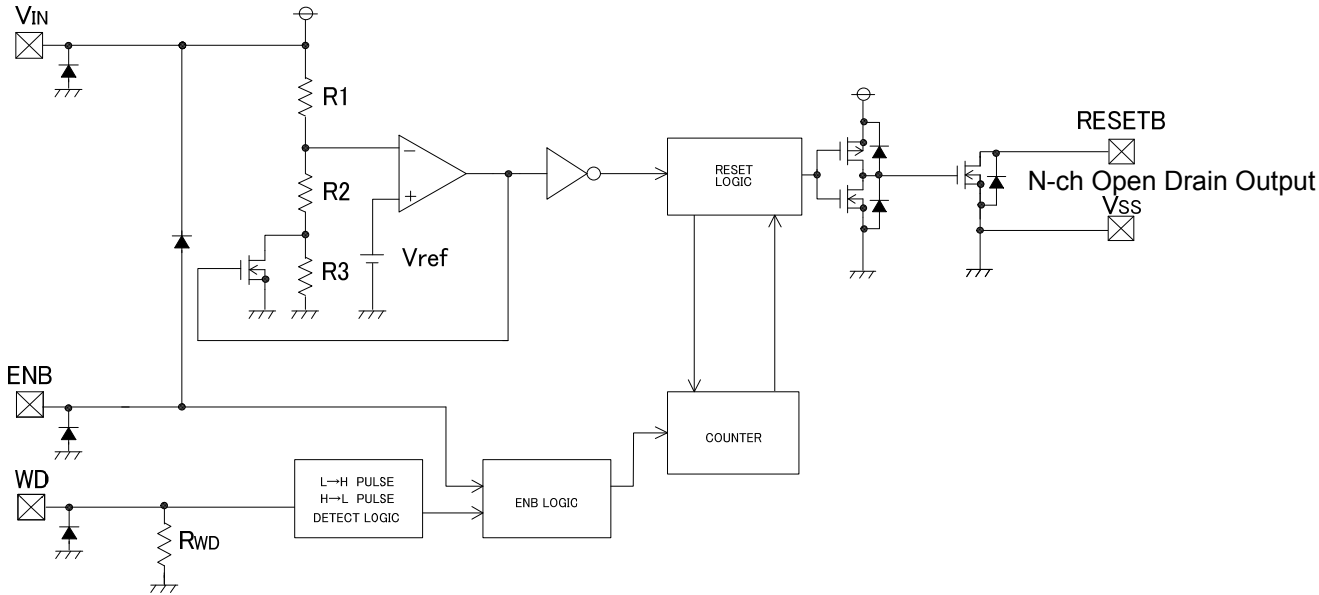 VIN
R1
R2
R3
−
+
Vref
RESET
LOGIC
RESETB
N-ch Open Drain Output
VSS
ENB
COUNTER
WD
RWD
L→H PULSE
H→L PULSE
DETECT LOGIC
ENB LOGIC